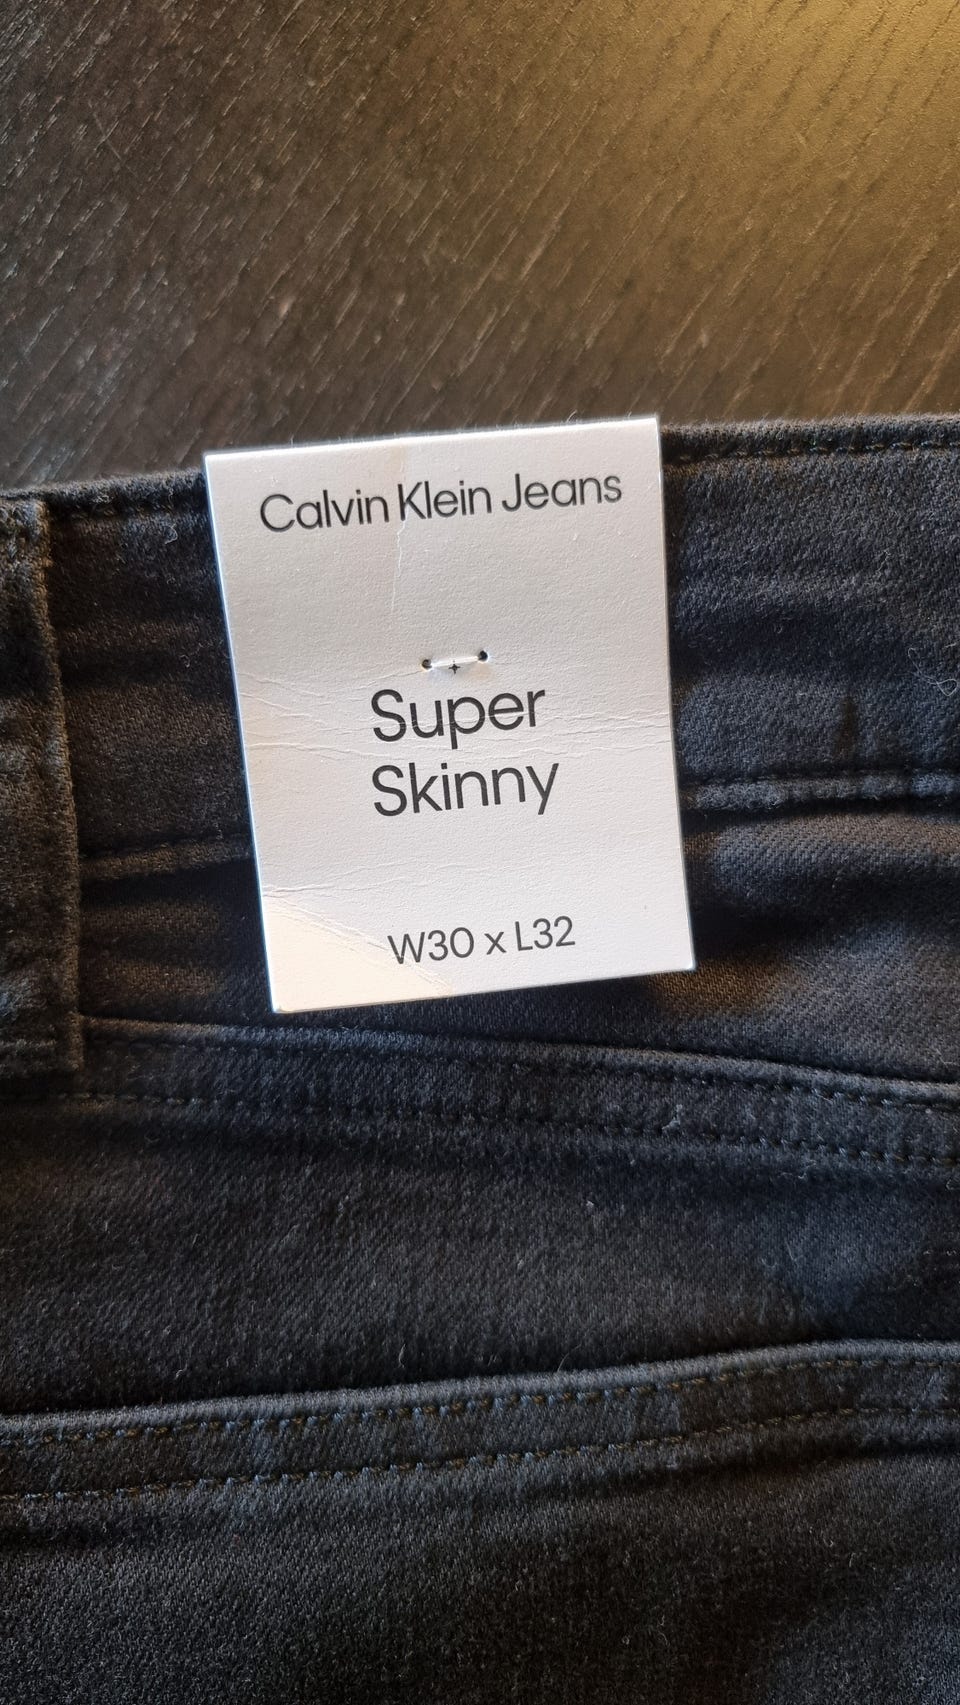 Calvin Klein Jeans
Super
Skinny
W30 x L32